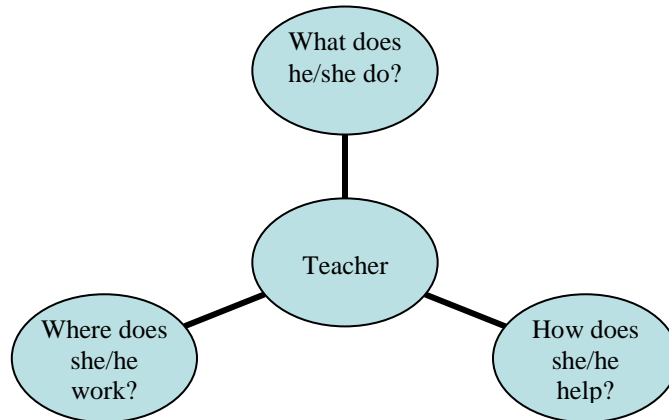 What does
he/she do?
Teacher
Where does
she/he
work?
How does
she/he
help?